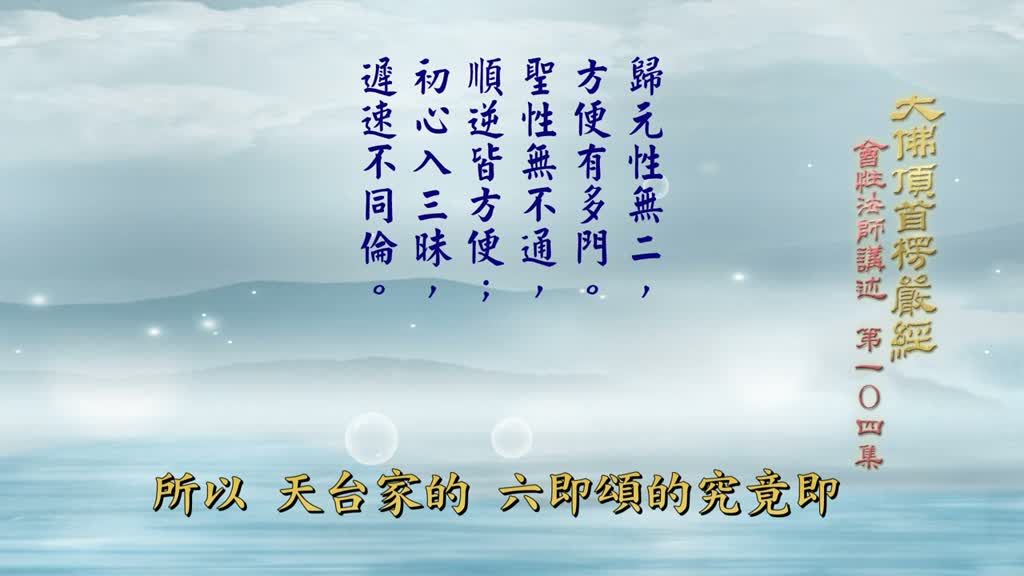 大佛頂首楞嚴經
會性法師講述 第一〇四集
歸元性無二，
方便有多門。
聖性無不通，
順逆皆方便；
初心入三昧，
遲速不同倫。
所以 天台家的 六即頌的究竟即